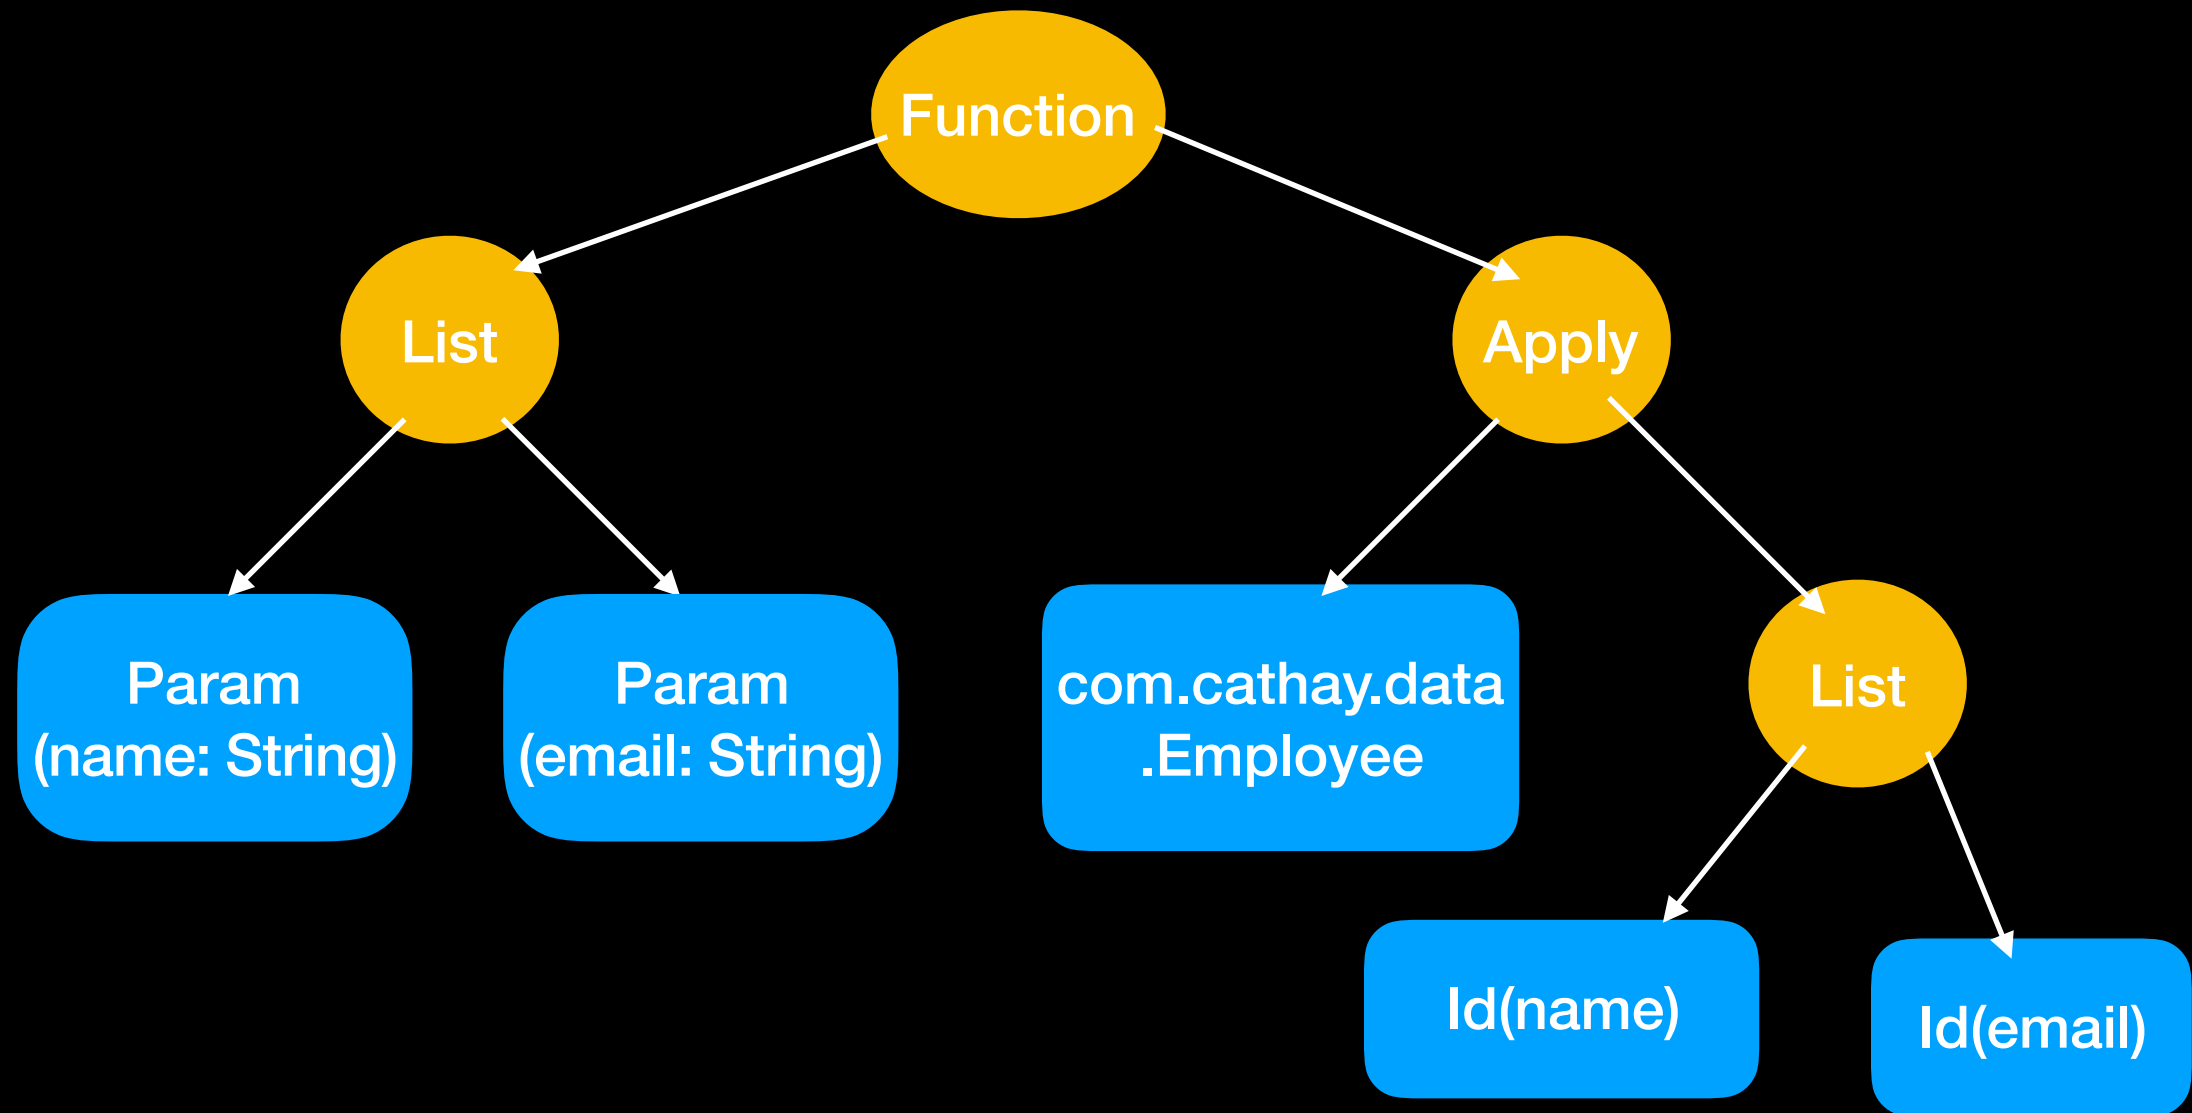 Function
List
Apply
Param
(name: String)
Param
(email: String)
com.cathay.data
.Employee
List
Id(name)
Id(email)